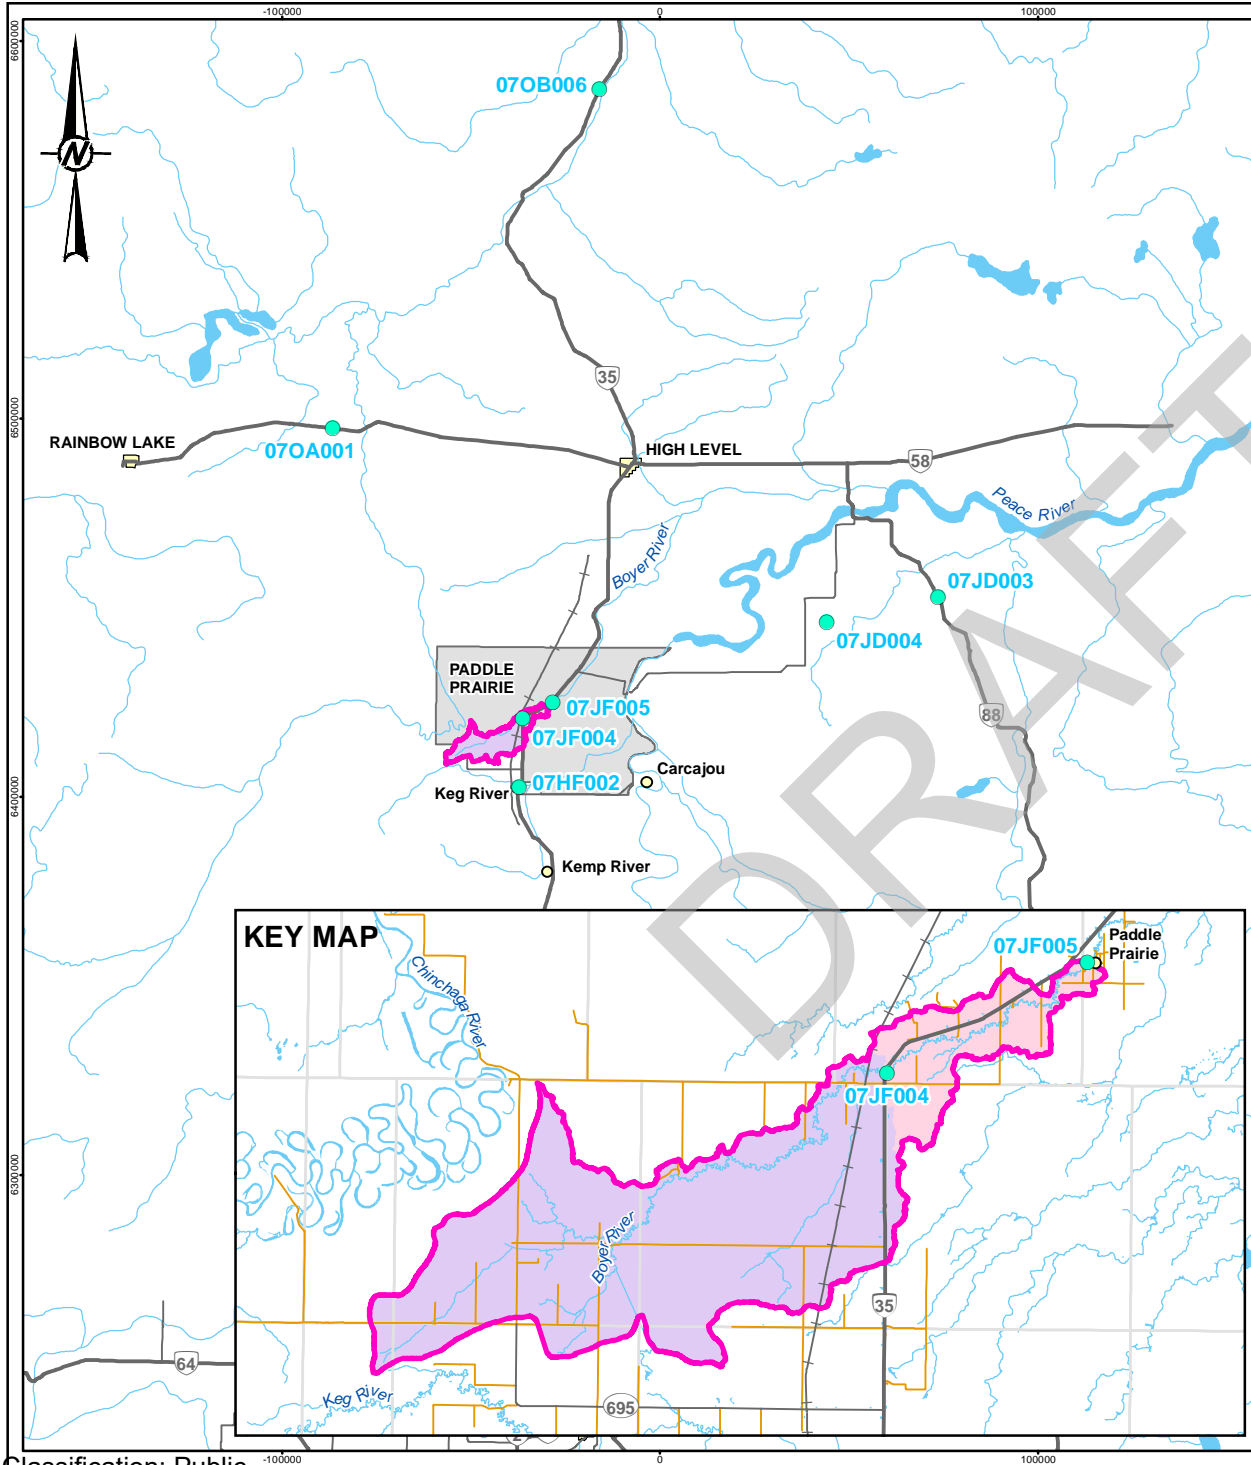 -100000
0
100000
6600000
07OB006
N
35
6500000
RAINBOW LAKE
07OA001
HIGH LEVEL
58
Peace River
Boyer River
07JD003
07JD004
PADDLE
PRAIRIE
07JF005
07JF004
88
DRAFT
Carcajou
07HF002
Keg River
6400000
Kemp River
KEY MAP
Chinchaga River
07JF005
Paddle
Prairie
07JF004
6300000
Boyer River
35
64
Keg River
695
-100000
0
100000
Classification: Public